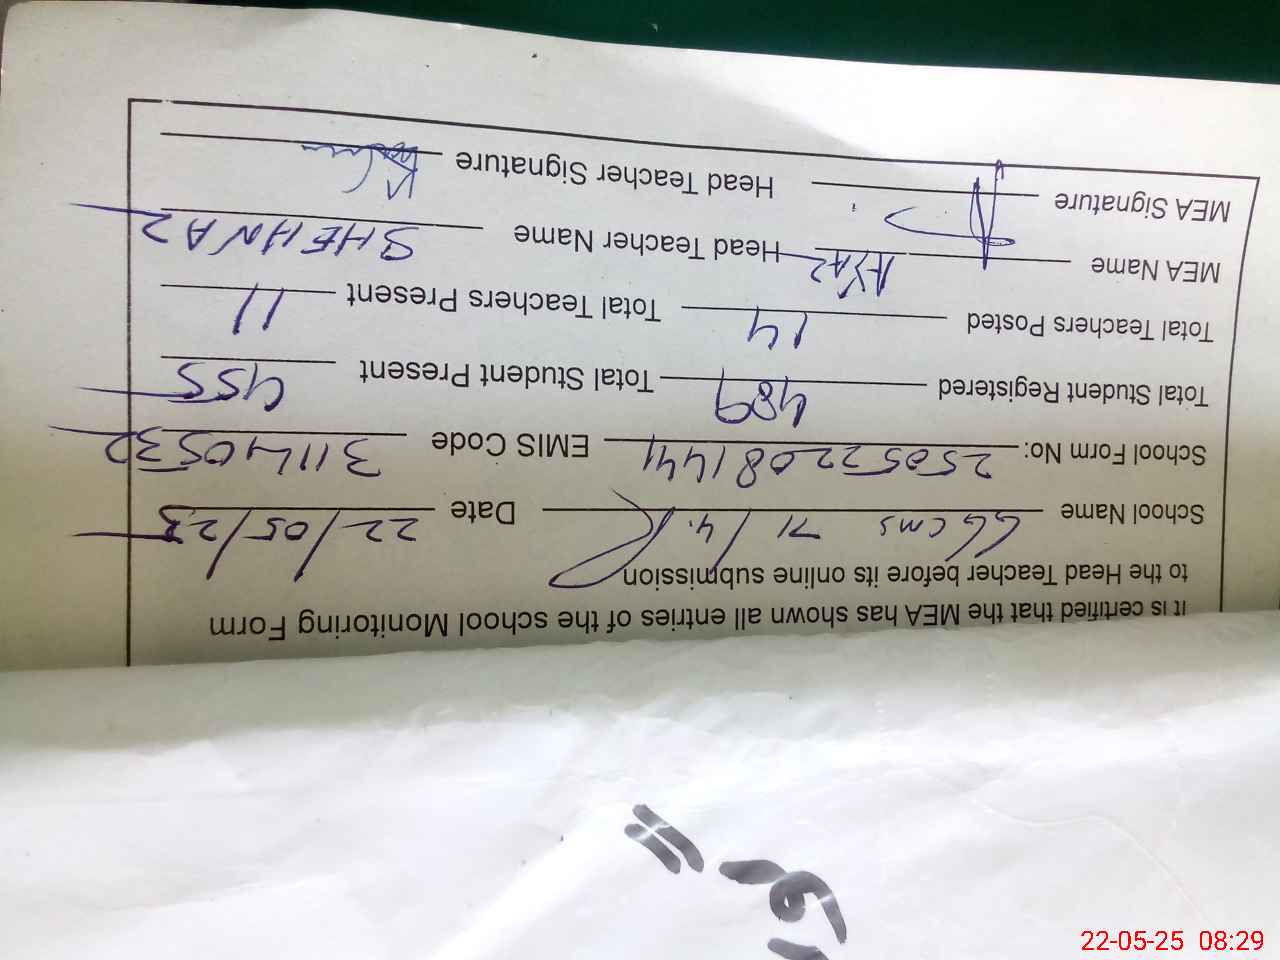 It is certified that the MEA has shown all entries of the school Monitoring Form
to the Head Teacher before its online submission
School Name GGCMS 71/4.R Date 22/05/25
School Form No: 250522081441 EMIS Code 31140530
Total Student Registered 489 Total Student Present 455
Total Teachers Posted 14 Total Teachers Present 11
MEA Name AYAZ Head Teacher Name SHEHNAZ
MEA Signature Head Teacher Signature
22-05-25 08:29